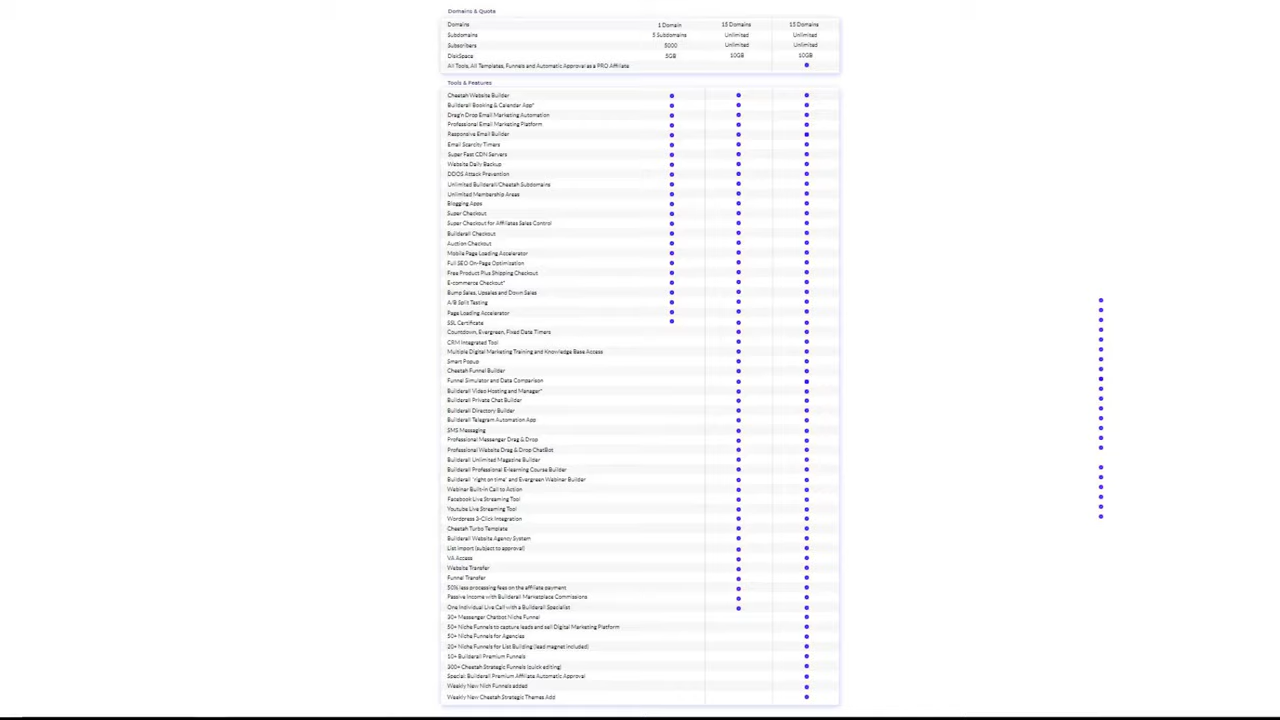 Domains & Quota
Domains 1 Domain 15 Domains 15 Domains
Subdomains 5 Subdomains Unlimited Unlimited
Subscribers 5000 Unlimited Unlimited
DiskSpace 5GB 10GB 10GB
All Tools, All Templates, Funnels and Automatic Approval as a PRO Affiliate
Tools & Features
Cheetah Website Builder
Builderall Booking & Calendar App*
Drag'n Drop Email Marketing Automation
Professional Email Marketing Platform
Responsive Email Builder
Email Scarcity Timers
Super Fast CDN Servers
Website Daily Backup
DDOS Attack Prevention
Unlimited Builderall/Cheetah Subdomains
Unlimited Membership Areas
Blogging Apps
Super Checkout
Super Checkout for Affiliates Sales Control
Builderall Checkout
Auction Checkout
Mobile Page Loading Accelerator
Full SEO On-Page Optimization
Free Product Plus Shipping Checkout
E-commerce Checkout*
Bump Sales, Upsales and Down Sales
A/B Split Testing
Page Loading Accelerator
SSL Certificate
Countdown, Evergreen, Fixed Date Timers
CRM Integrated Tool
Multiple Digital Marketing Training and Knowledge Base Access
Smart Popup
Cheetah Funnel Builder
Funnel Simulator and Data Comparison
Builderall Video Hosting and Manager*
Builderall Private Chat Builder
Builderall Directory Builder
Builderall Telegram Automation App
SMS Messaging
Professional Messenger Drag & Drop
Professional Website Drag & Drop ChatBot
Builderall Unlimited Magazine Builder
Builderall Professional E-learning Course Builder
Builderall "right on time" and Evergreen Webinar Builder
Webinar Built-in Call to Action
Facebook Live Streaming Tool
Youtube Live Streaming Tool
Wordpress 3-Click Integration
Cheetah Turbo Template
Builderall Website Agency System
List Import (subject to approval)
VA Access
Website Transfer
Funnel Transfer
50% less processing fees on the affiliate payment
Passive Income with Builderall Marketplace Commissions
One Individual Live Call with a Builderall Specialist
30+ Messenger Chatbot Niche Funnel
50+ Niche Funnels to capture leads and sell Digital Marketing Platform
50+ Niche Funnels for Agencies
20+ Niche Funnels for List Building (lead magnet included)
10+ Builderall Premium Funnels
300+ Cheetah Strategic Funnels (quick editing)
Special: Builderall Premium Affiliate Automatic Approval
Weekly New Nich Funnels added
Weekly New Cheetah Strategic Themes Add